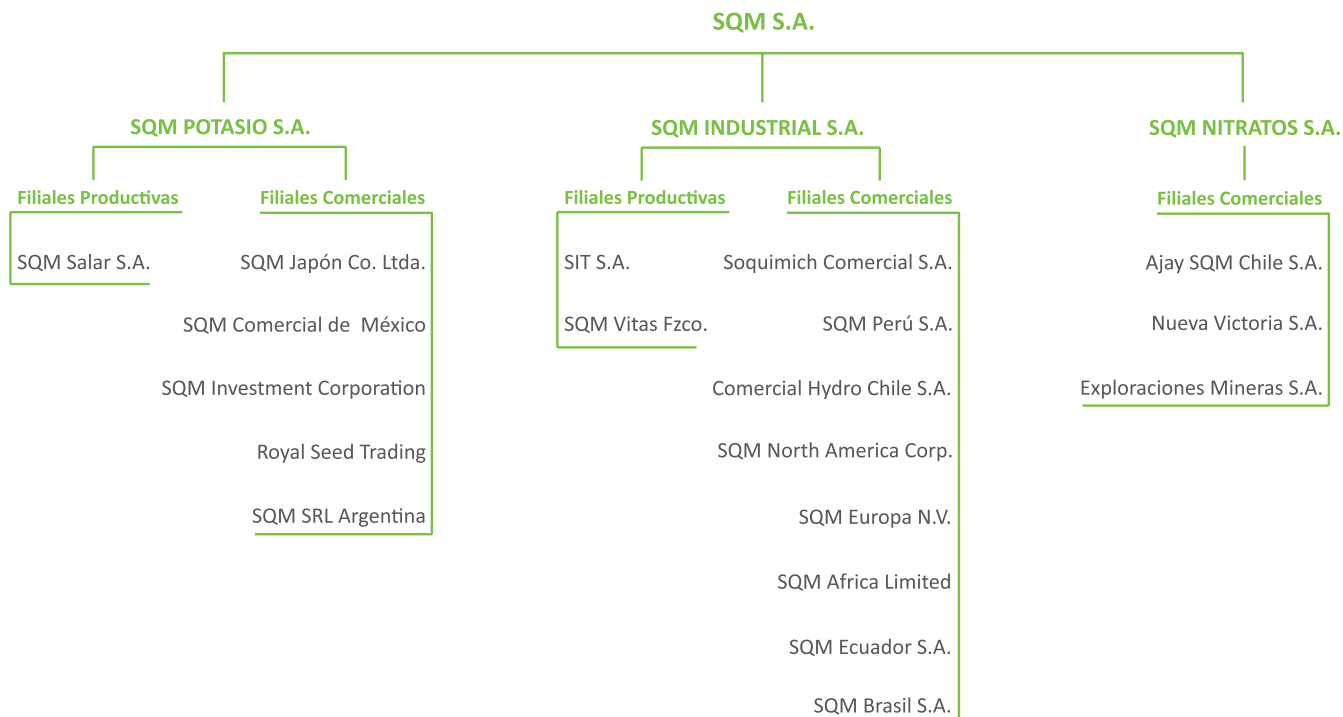 SQM S.A.
SQM POTASIO S.A.
Filiales Productivas
SQM Salar S.A.
Filiales Comerciales
SQM Japón Co. Ltda.
SQM Comercial de  México
SQM Investment Corporation
Royal Seed Trading
SQM SRL Argentina
SQM INDUSTRIAL S.A.
Filiales Productivas
SIT S.A.
SQM Vitas Fzco.
Filiales Comerciales
Soquimich Comercial S.A.
SQM Perú S.A.
Comercial Hydro Chile S.A.
SQM North America Corp.
SQM Europa N.V.
SQM Africa Limited
SQM Ecuador S.A.
SQM Brasil S.A.
SQM NITRATOS S.A.
Filiales Comerciales
Ajay SQM Chile S.A.
Nueva Victoria S.A.
Exploraciones Mineras S.A.